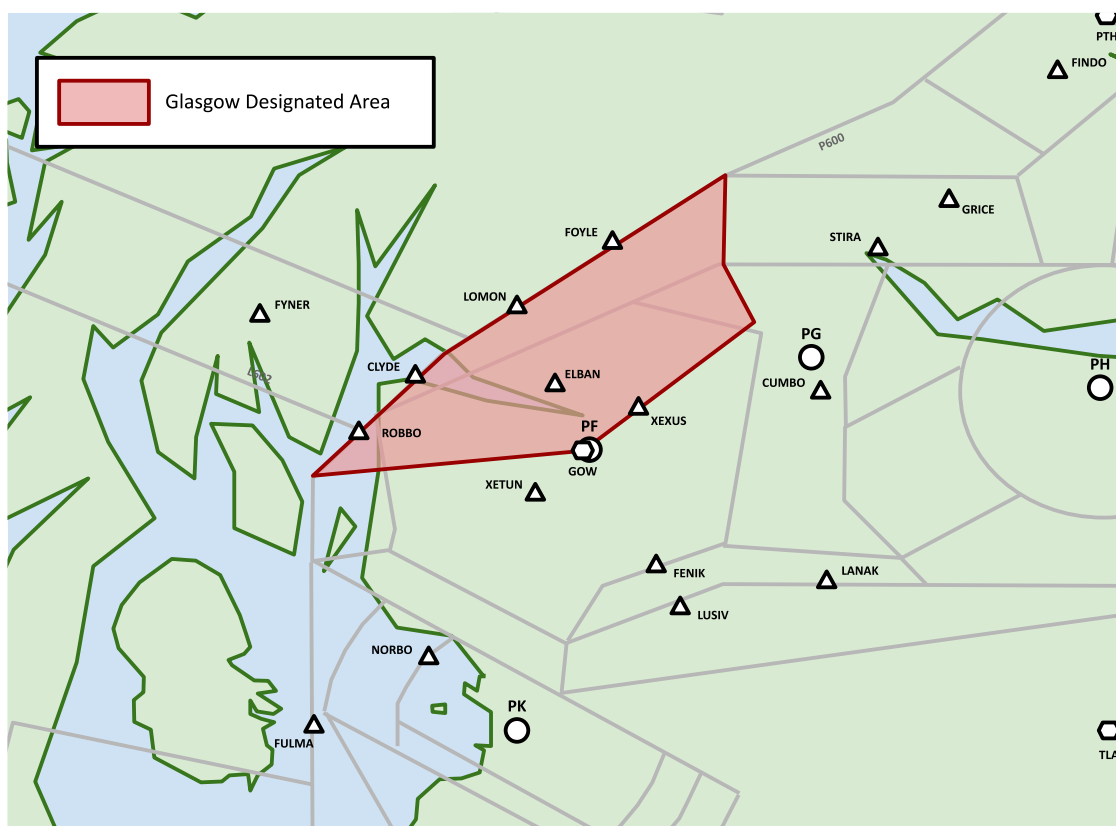 PTH
FINDO
Glasgow Designated Area
P600
GRICE
FOYLE
STIRA
LOMON
FYNER
PG
CLYDE
PH
ELBAN
CUMBO
L602
XEXUS
PF
ROBBO
GOW
XETUN
LANAK
FENIK
LUSIV
NORBO
PK
FULMA
TLA